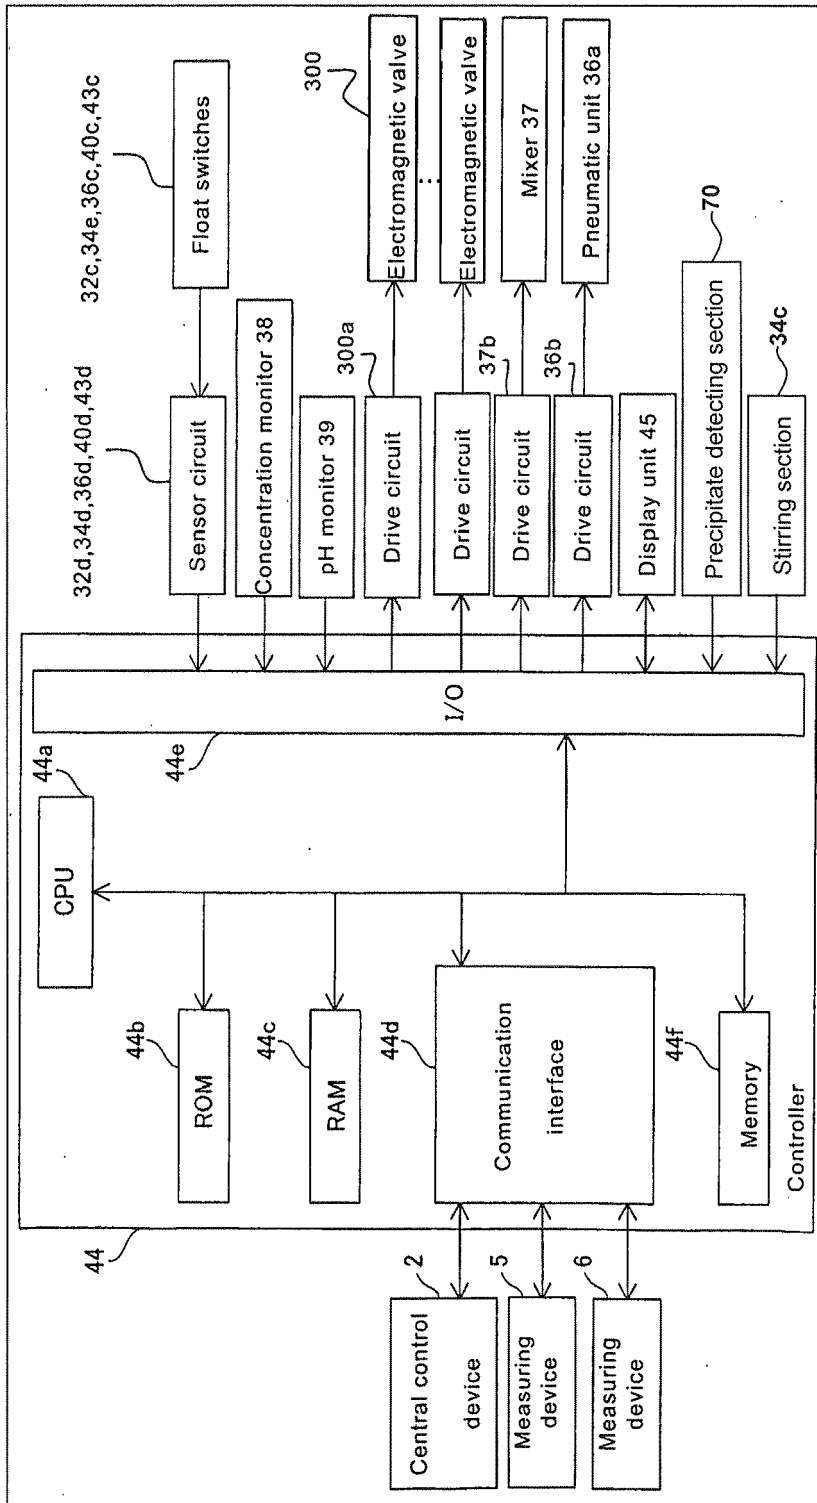 32c,34e,36c,40c,43c
Float switches
32d,34d,36d,40d,43d
Sensor circuit
Concentration monitor 38
pH monitor 39
300
Electromagnetic valve
300a
Drive circuit
Electromagnetic valve
Drive circuit
Mixer 37
37b
Drive circuit
Pneumatic unit 36a
36b
Drive circuit
Display unit 45
70
Precipitate detecting section
34c
Stirring section
44e
I/O
44a
CPU
44b
ROM
44c
RAM
44d
Communication
interface
44f
Memory
Controller
44
2
Central control
device
5
Measuring
device
6
Measuring
device